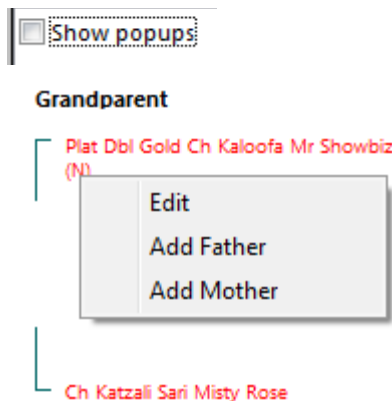 Show popups
Grandparent
Plat Dbl Gold Ch Kaloofa Mr Showbiz
(N)
Edit
Add Father
Add Mother
Ch Katzali Sari Misty Rose